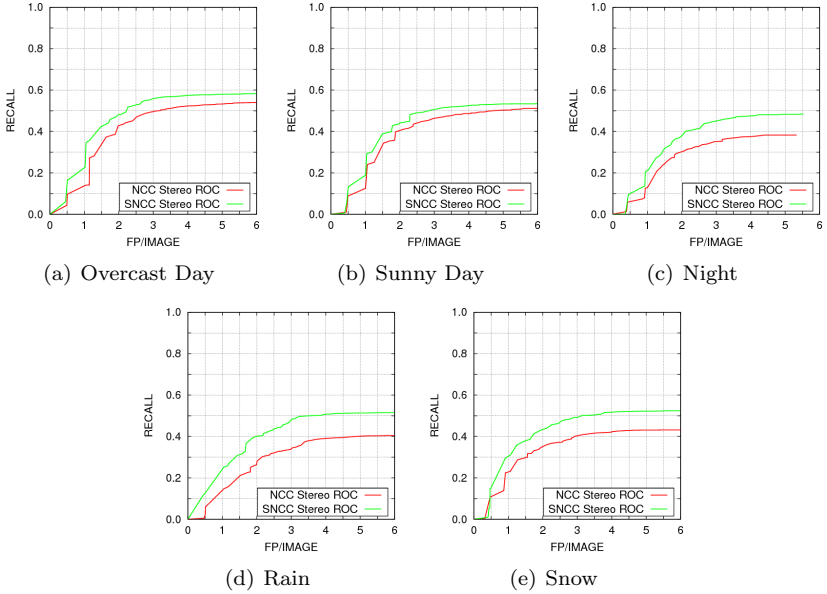 RECALL
1.0
0.8
0.6
0.4
0.2
0.0
NCC Stereo ROC
SNCC Stereo ROC
0 1 2 3 4 5 6
FP/IMAGE
(a) Overcast Day
RECALL
1.0
0.8
0.6
0.4
0.2
0.0
NCC Stereo ROC
SNCC Stereo ROC
0 1 2 3 4 5 6
FP/IMAGE
(b) Sunny Day
RECALL
1.0
0.8
0.6
0.4
0.2
0.0
NCC Stereo ROC
SNCC Stereo ROC
0 1 2 3 4 5 6
FP/IMAGE
(c) Night
RECALL
1.0
0.8
0.6
0.4
0.2
0.0
NCC Stereo ROC
SNCC Stereo ROC
0 1 2 3 4 5 6
FP/IMAGE
(d) Rain
RECALL
1.0
0.8
0.6
0.4
0.2
0.0
NCC Stereo ROC
SNCC Stereo ROC
0 1 2 3 4 5 6
FP/IMAGE
(e) Snow